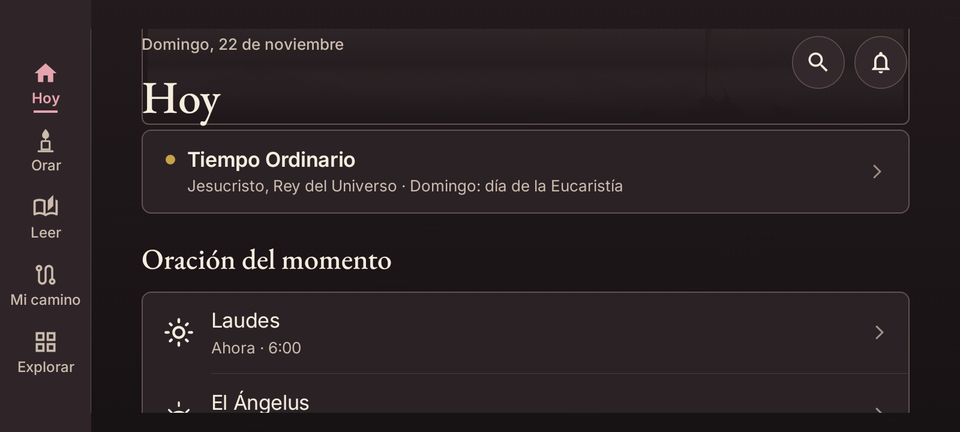 Domingo, 22 de noviembre
Hoy
Hoy
Orar
Leer
Mi camino
Explorar
Tiempo Ordinario
Jesucristo, Rey del Universo · Domingo: día de la Eucaristía
Oración del momento
Laudes
Ahora · 6:00
El Ángelus